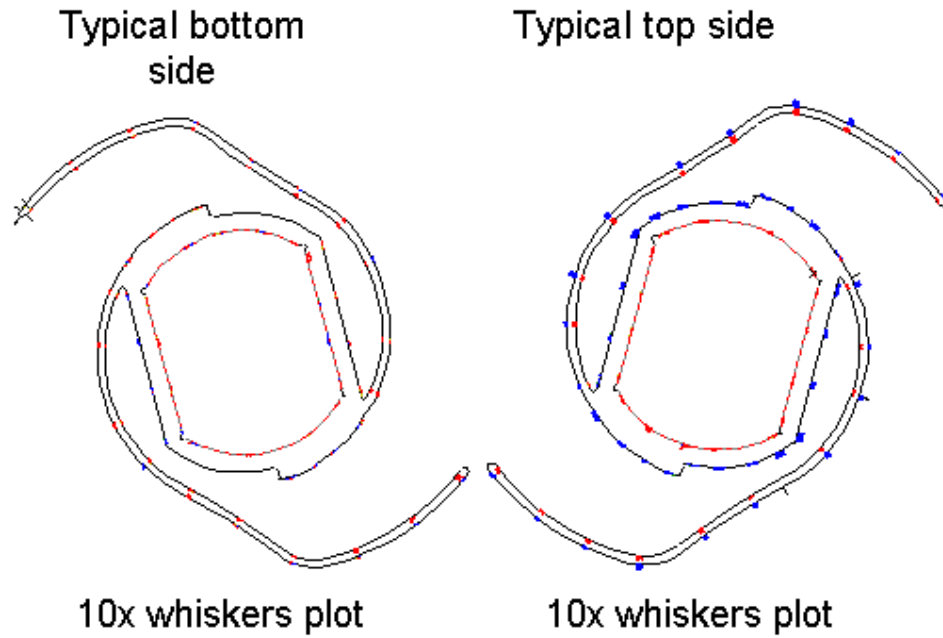 Typical bottom
side
Typical top side
10x whiskers plot
10x whiskers plot